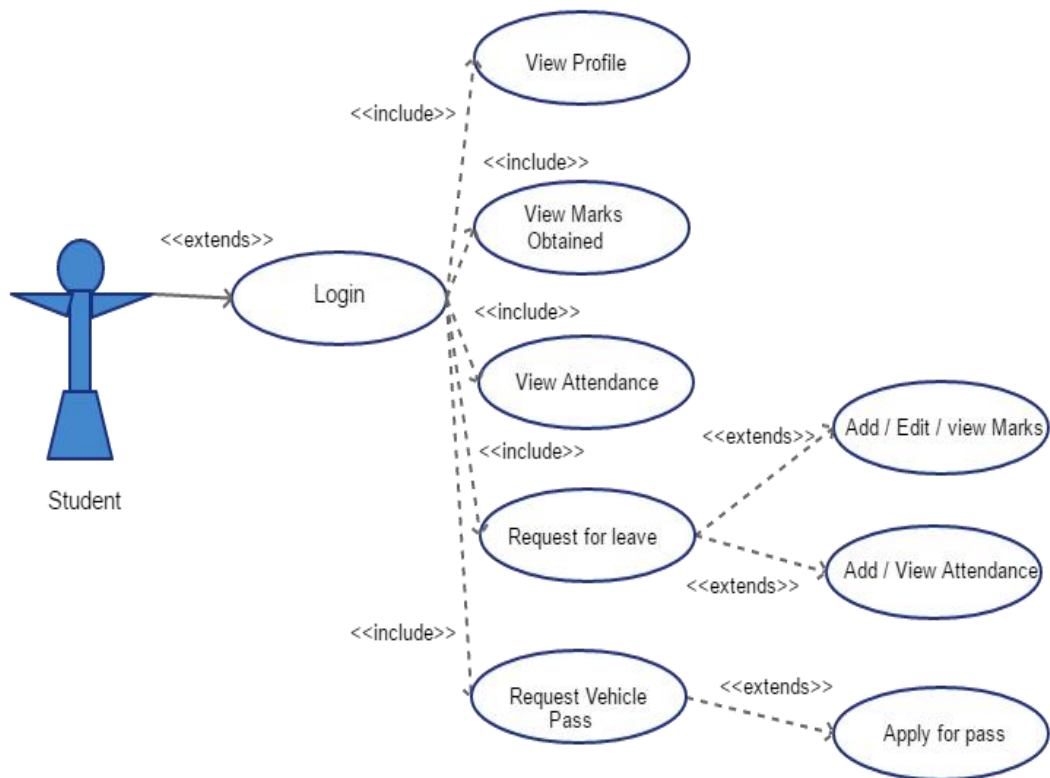 View Profile
<<include>>
<<include>>
View Marks
Obtained
<<extends>>
Login
<<include>>
View Attendance
<<extends>>
Add / Edit / view Marks
<<include>>
Student
Request for leave
Add / View Attendance
<<extends>>
<<include>>
<<extends>>
Request Vehicle
Pass
Apply for pass